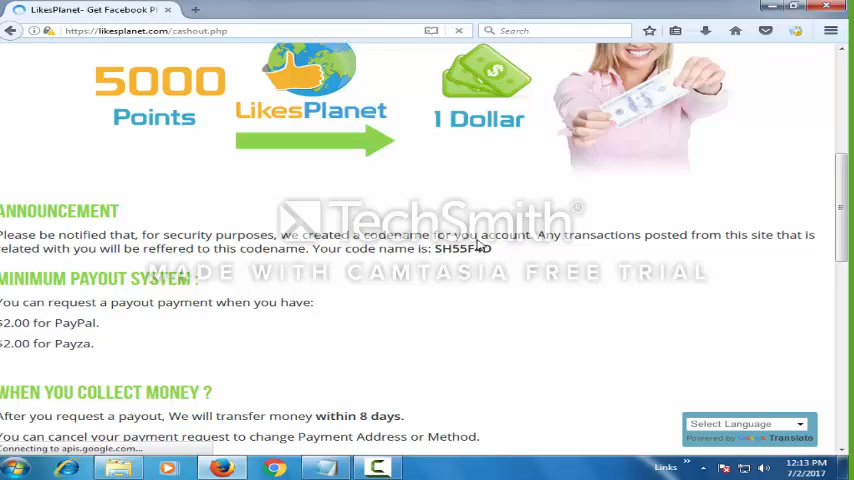 LikesPlanet- Get Facebook Pl
https://likesplanet.com/cashout.php
Search
5000
Points
LikesPlanet
1 Dollar
ANNOUNCEMENT
Please be notified that, for security purposes, we created a codename for you account. Any transactions posted from this site that is
related with you will be reffered to this codename. Your code name is: SH55F4D
TechSmith®
MADE WITH CAMTASIA FREE TRIAL
MINIMUM PAYOUT SYSTEM :
You can request a payout payment when you have:
$2.00 for PayPal.
$2.00 for Payza.
WHEN YOU COLLECT MONEY ?
After you request a payout, We will transfer money within 8 days.
You can cancel your payment request to change Payment Address or Method.
Select Language
Powered by Google Translate
Connecting to apis.google.com...
Links
12:13 PM
7/2/2017